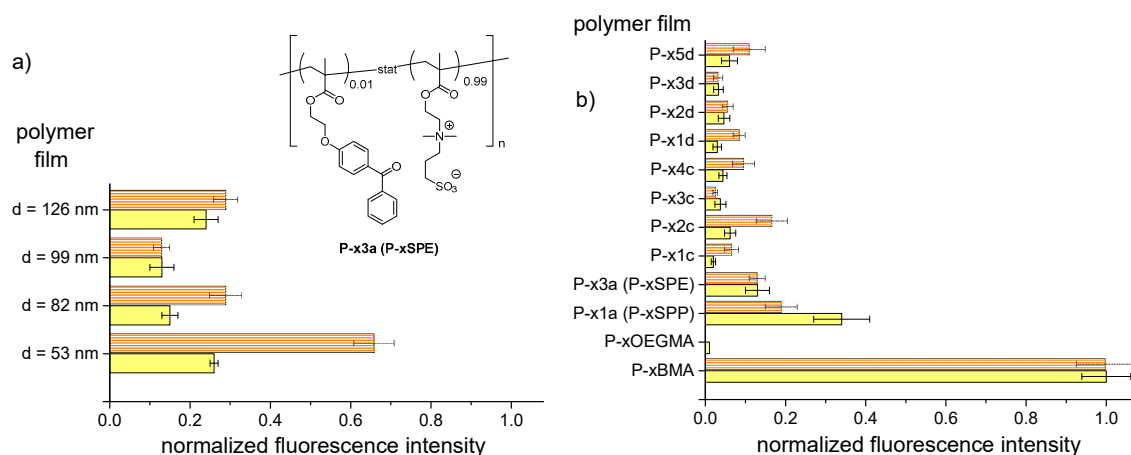 a)
polymer
film
d = 126 nm
d = 99 nm
d = 82 nm
d = 53 nm
0.0 0.2 0.4 0.6 0.8 1.0
normalized fluorescence intensity
0.01
stat
0.99
n
O O O O
O N ⊕
O
SO₃ ⊖
P-x3a (P-xSPE)
polymer film
b)
P-x5d
P-x3d
P-x2d
P-x1d
P-x4c
P-x3c
P-x2c
P-x1c
P-x3a (P-xSPE)
P-x1a (P-xSPP)
P-xOEGMA
P-xBMA
0.0 0.2 0.4 0.6 0.8 1.0
normalized fluorescence intensity